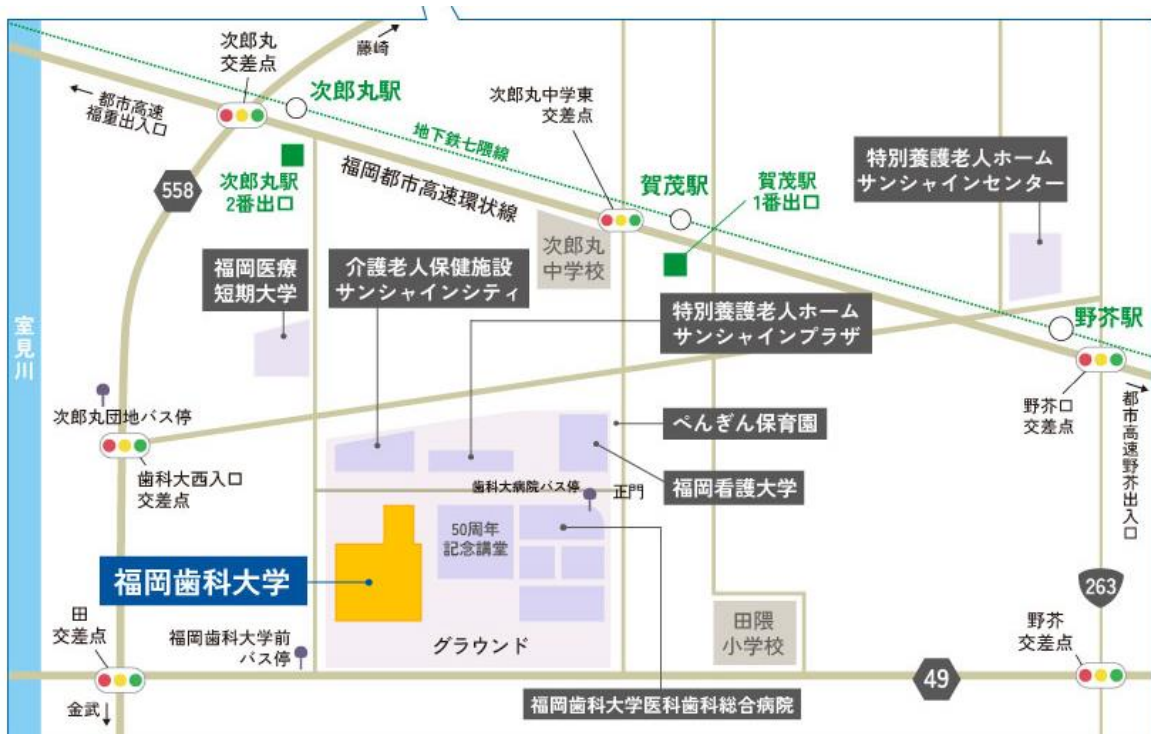 次郎丸
交差点
藤崎
次郎丸駅
都市高速
福重出入口
次郎丸中学東
交差点
地下鉄七隈線
福岡都市高速環状線
特別養護老人ホーム
サンシャインセンター
558
次郎丸駅
2番出口
賀茂駅
賀茂駅
1番出口
次郎丸
中学校
福岡医療
短期大学
介護老人保健施設
サンシャインシティ
特別養護老人ホーム
サンシャインプラザ
野芥駅
室見川
次郎丸団地バス停
野芥口
交差点
都市高速野芥出入口
ぺんぎん保育園
歯科大西入口
交差点
歯科大病院バス停
正門
福岡看護大学
50周年
記念講堂
福岡歯科大学
263
田
交差点
福岡歯科大学前
バス停
グラウンド
田隈
小学校
野芥
交差点
49
福岡歯科大学医科歯科総合病院
金武